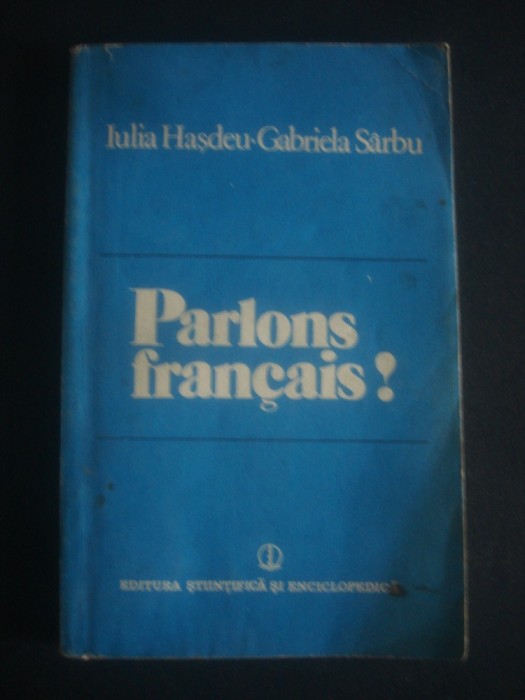 Iulia Hașdeu·Gabriela Sârbu
Parlons
français!
EDITURA ȘTIINȚIFICĂ ȘI ENCICLOPEDICĂ